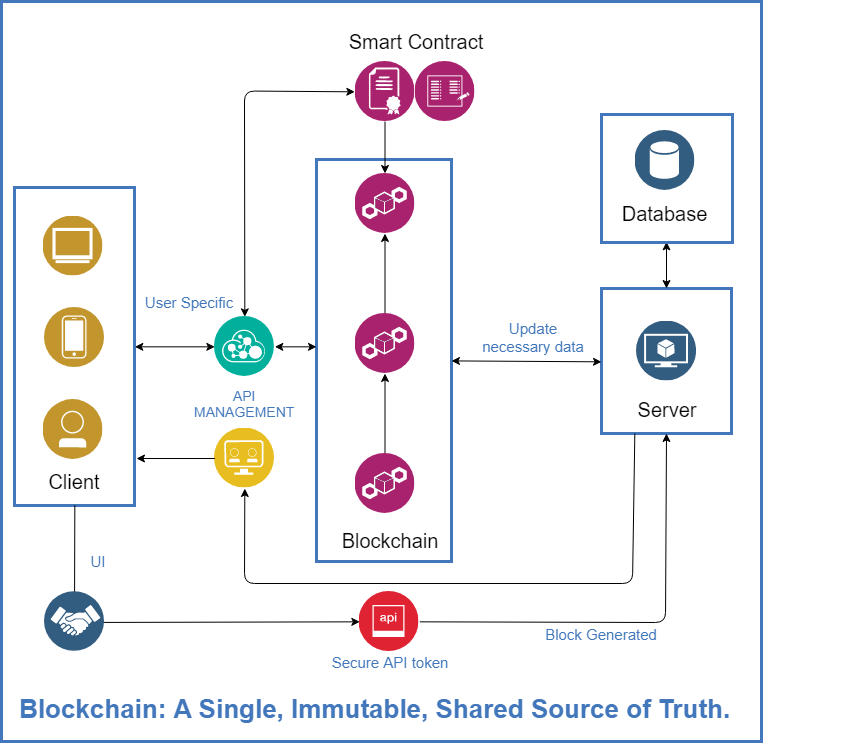 Smart Contract
Database
User Specific
Update
necessary data
API
MANAGEMENT
Server
Client
Blockchain
UI
api
Block Generated
Secure API token
Blockchain: A Single, Immutable, Shared Source of Truth.